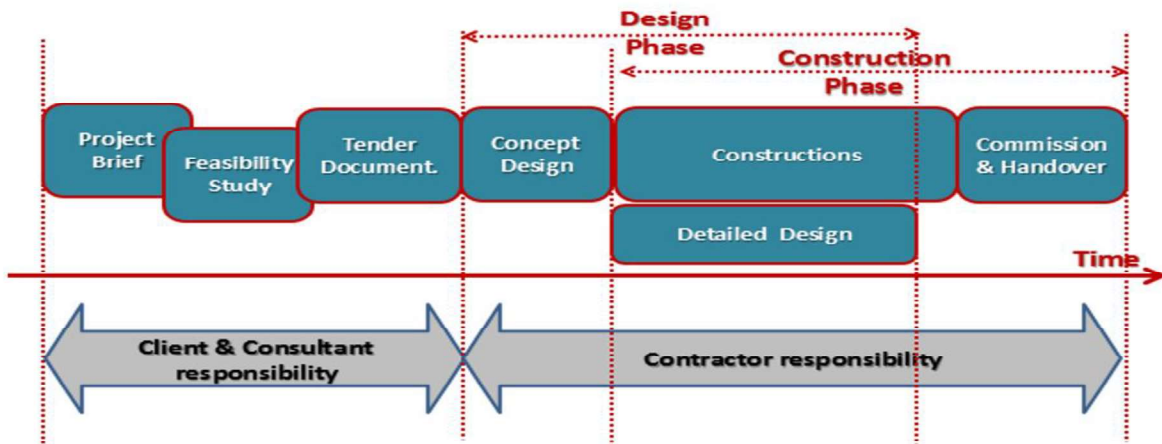 Design
Phase
Construction
Phase
Project
Brief
Feasibility
Study
Tender
Document.
Concept
Design
Constructions
Commission
& Handover
Detailed Design
Time
Client & Consultant
responsibility
Contractor responsibility